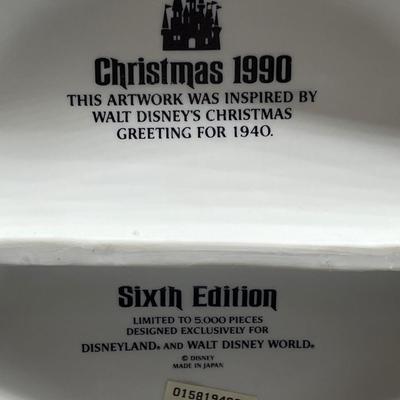 Christmas 1990
THIS ARTWORK WAS INSPIRED BY
WALT DISNEY'S CHRISTMAS
GREETING FOR 1940.
Sixth Edition
LIMITED TO 5,000 PIECES
DESIGNED EXCLUSIVELY FOR
DISNEYLAND® AND WALT DISNEY WORLD®
© DISNEY
MADE IN JAPAN